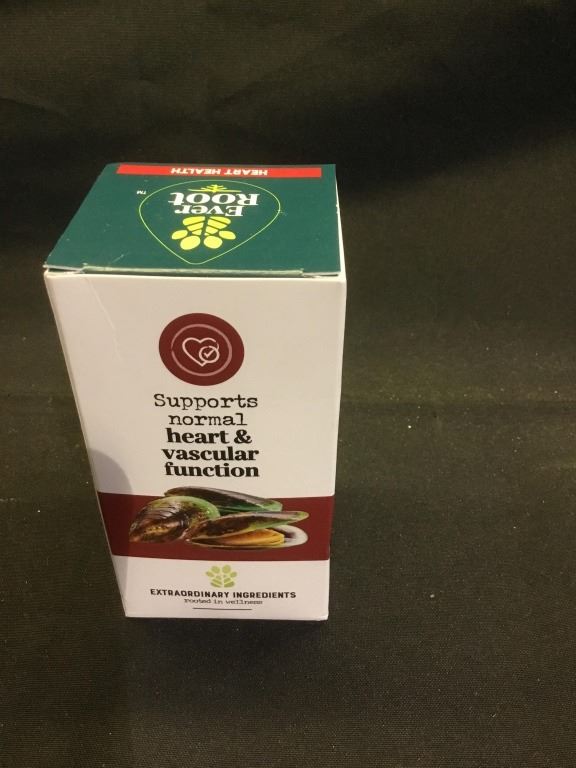 HEART HEALTH
Ever
Root
™
Supports
normal
heart &
vascular
function
EXTRAORDINARY INGREDIENTS
rooted in wellness